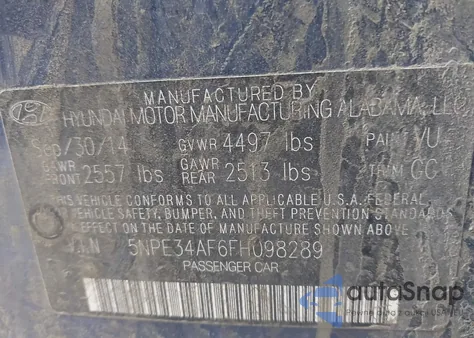 MANUFACTURED BY
HYUNDAI MOTOR MANUFACTURING ALABAMA, LLC
Sep/30/14 GVWR 4497 lbs PAINT VU
GAWR FRONT 2557 lbs GAWR REAR 2513 lbs TRIM CC
THIS VEHICLE CONFORMS TO ALL APPLICABLE U.S.A. FEDERAL
MOTOR VEHICLE SAFETY, BUMPER, AND THEFT PREVENTION
STANDARDS IN EFFECT ON THE DATE OF MANUFACTURE SHOWN ABOVE.
V.I.N 5NPE34AF6FH098289
PASSENGER CAR
autoSnap